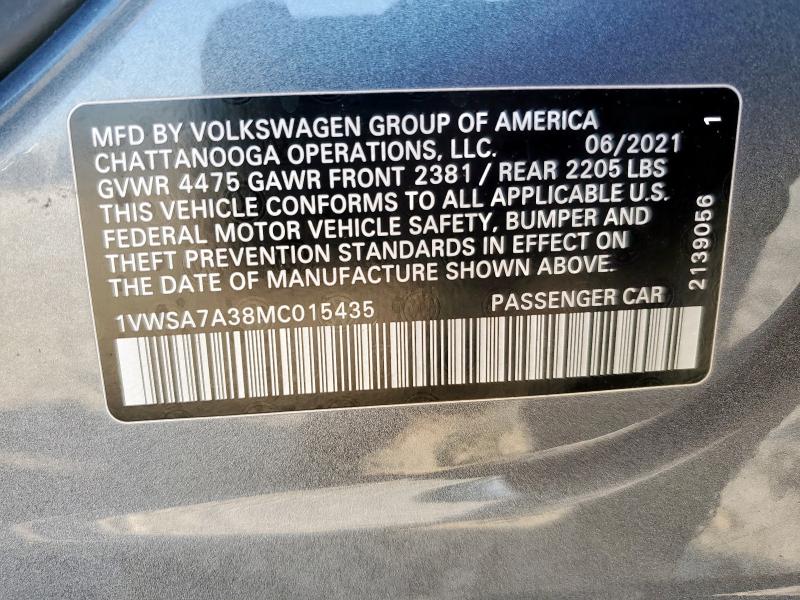 MFD BY VOLKSWAGEN GROUP OF AMERICA
CHATTANOOGA OPERATIONS, LLC. 06/2021
GVWR 4475 GAWR FRONT 2381 / REAR 2205 LBS
THIS VEHICLE CONFORMS TO ALL APPLICABLE U.S.
FEDERAL MOTOR VEHICLE SAFETY, BUMPER AND
THEFT PREVENTION STANDARDS IN EFFECT ON
THE DATE OF MANUFACTURE SHOWN ABOVE.
1VWSA7A38MC015435 PASSENGER CAR
2139056 1